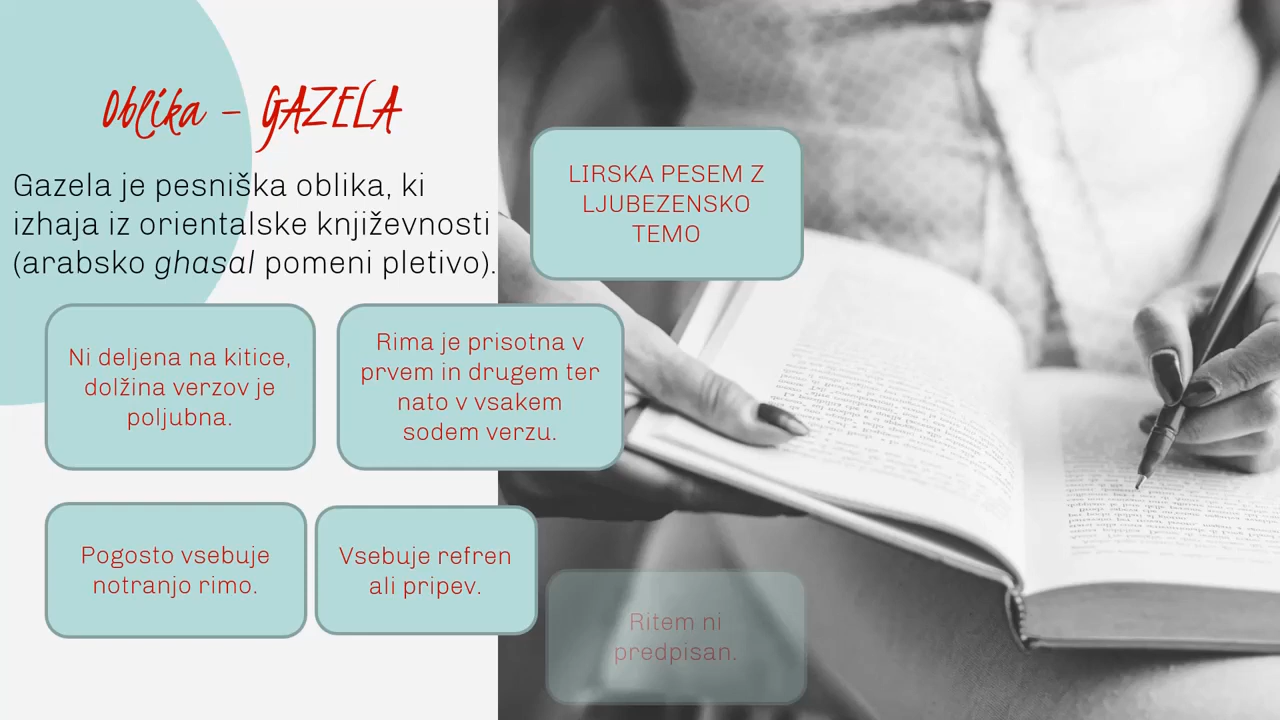 Oblika – GAZELA
Gazela je pesniška oblika, ki
izhaja iz orientalske književnosti
(arabsko ghasal pomeni pletivo).
LIRSKA PESEM Z
LJUBEZENSKO
TEMO
Ni deljena na kitice,
dolžina verzov je
poljubna.
Rima je prisotna v
prvem in drugem ter
nato v vsakem
sodem verzu.
Pogosto vsebuje
notranjo rimo.
Vsebuje refren
ali pripev.
Ritem ni
predpisan.